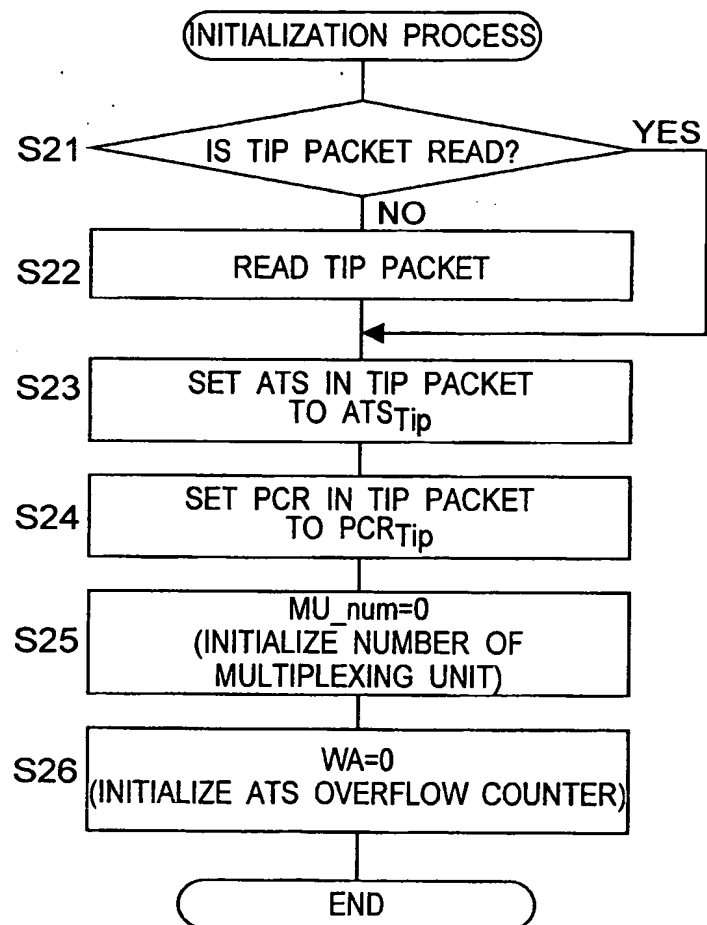 INITIALIZATION PROCESS
S21
IS TIP PACKET READ?
YES
NO
S22
READ TIP PACKET
S23
SET ATS IN TIP PACKET
TO ATSTip
S24
SET PCR IN TIP PACKET
TO PCRTip
S25
MU_num=0
(INITIALIZE NUMBER OF
MULTIPLEXING UNIT)
S26
WA=0
(INITIALIZE ATS OVERFLOW COUNTER)
END